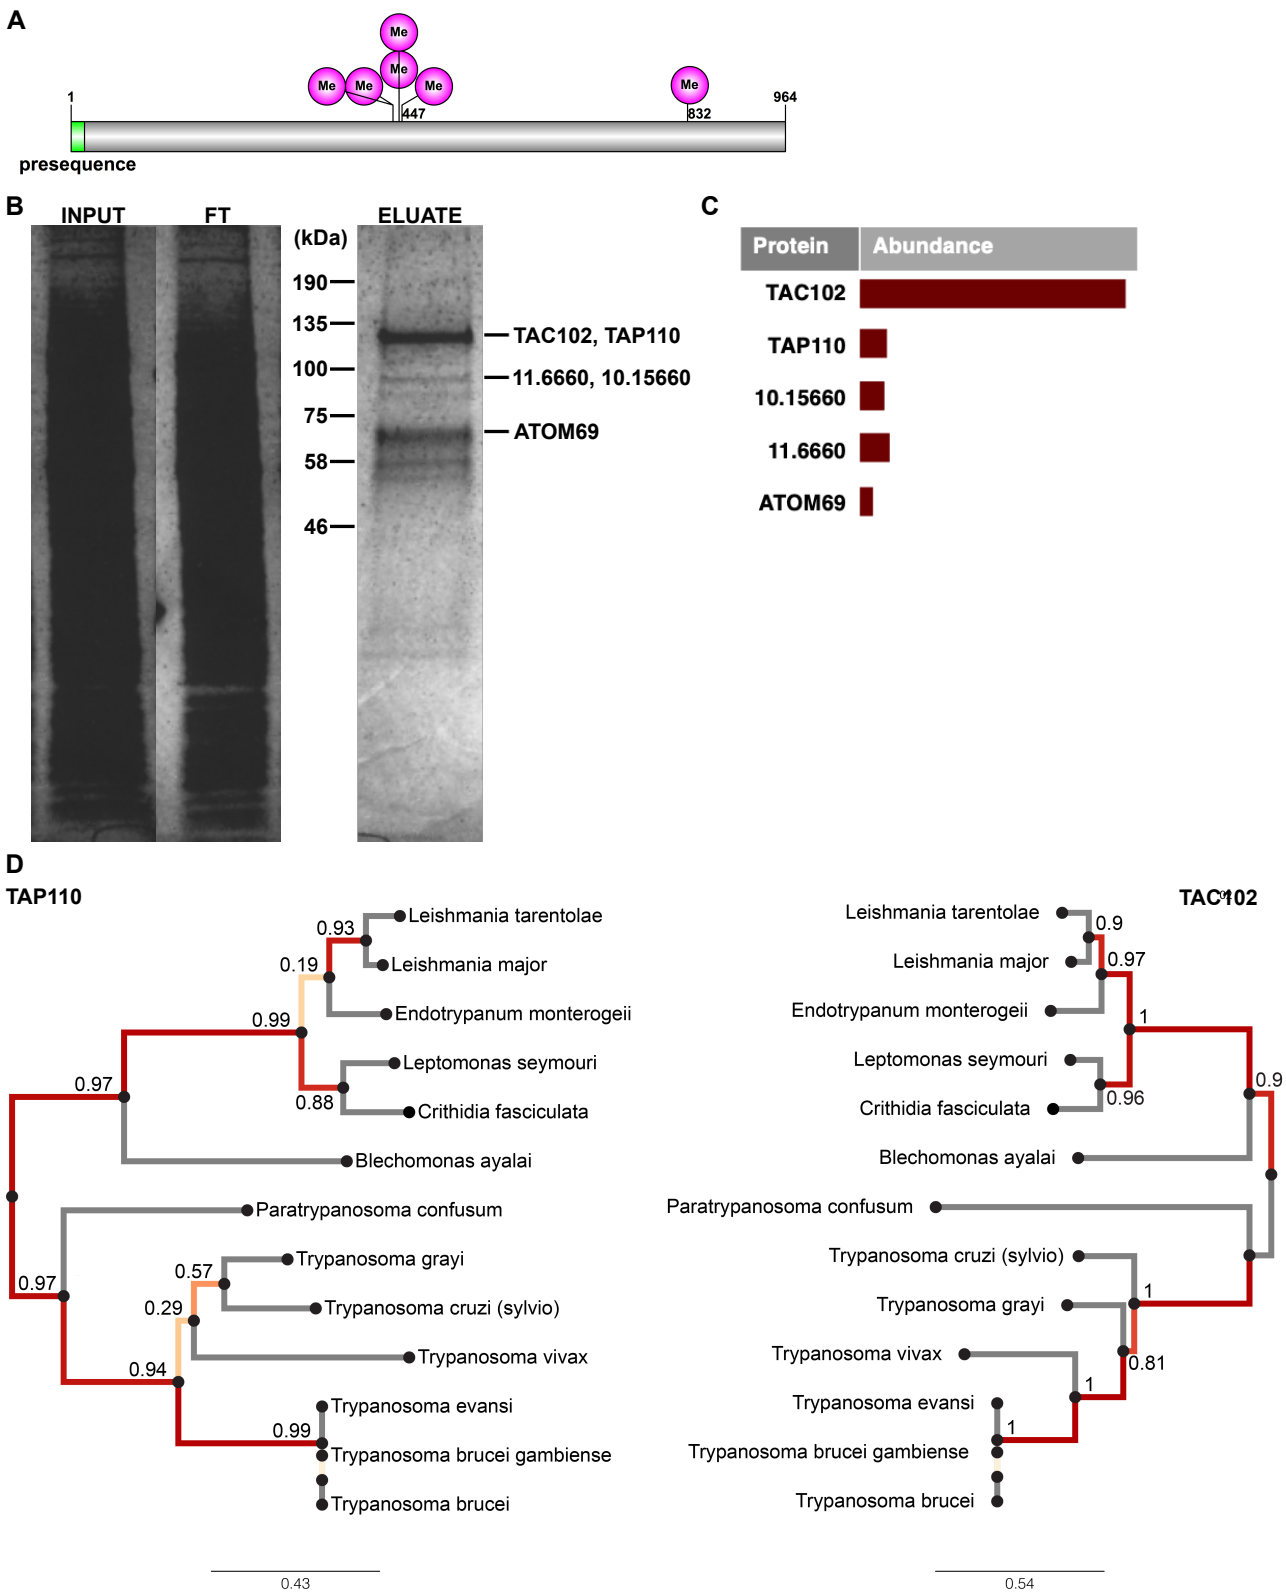 A
Me
Me
Me
Me
Me
Me
1
447
832
964
presequence
B
INPUT
FT
(kDa)
ELUATE
190
135
100
75
58
46
TAC102, TAP110
11.6660, 10.15660
ATOM69
C
Protein
Abundance
TAC102
TAP110
10.15660
11.6660
ATOM69
D
TAP110
Leishmania tarentolae
0.93
Leishmania major
0.19
Endotrypanum monterogeii
0.99
Leptomonas seymouri
0.88
Crithidia fasciculata
0.97
Blechomonas ayalai
Paratrypanosoma confusum
Trypanosoma grayi
0.57
0.97
Trypanosoma cruzi (sylvio)
0.29
Trypanosoma vivax
0.94
Trypanosoma evansi
0.99
Trypanosoma brucei gambiense
Trypanosoma brucei
0.43
TAC102
Leishmania tarentolae
0.9
Leishmania major
0.97
Endotrypanum monterogeii
1
Leptomonas seymouri
0.9
0.96
Crithidia fasciculata
Blechomonas ayalai
Paratrypanosoma confusum
Trypanosoma cruzi (sylvio)
1
Trypanosoma grayi
0.81
Trypanosoma vivax
1
Trypanosoma evansi
1
Trypanosoma brucei gambiense
Trypanosoma brucei
0.54